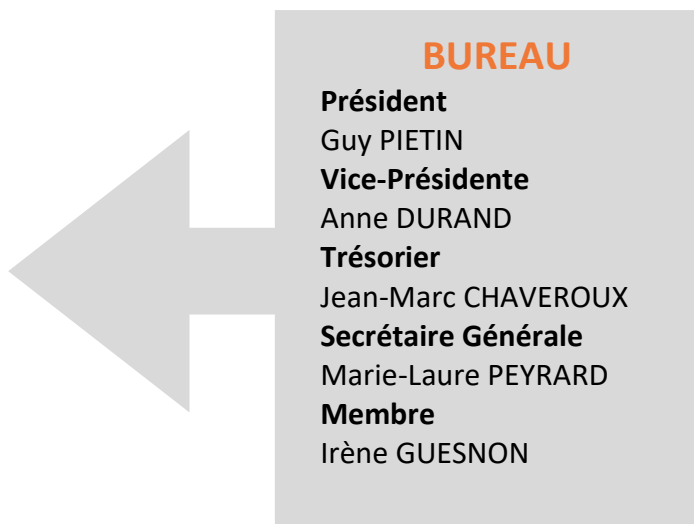 BUREAU
Président
Guy PIETIN
Vice-Présidente
Anne DURAND
Trésorier
Jean-Marc CHAVEROUX
Secrétaire Générale
Marie-Laure PEYRARD
Membre
Irène GUESNON